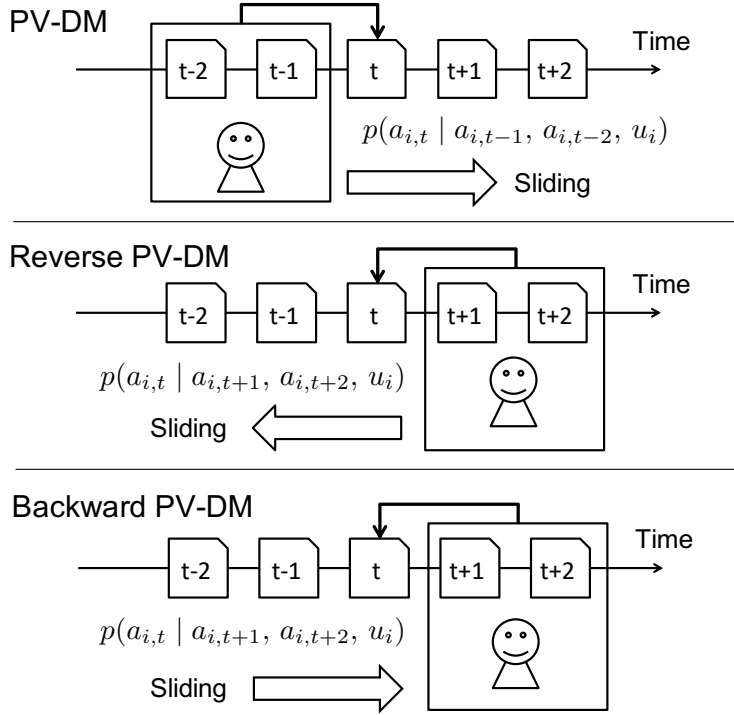 PV-DM
Time
t-2 t-1 t t+1 t+2
p(a_{i,t} | a_{i,t−1}, a_{i,t−2}, u_i)
Sliding
Reverse PV-DM
Time
t-2 t-1 t t+1 t+2
p(a_{i,t} | a_{i,t+1}, a_{i,t+2}, u_i)
Sliding
Backward PV-DM
Time
t-2 t-1 t t+1 t+2
p(a_{i,t} | a_{i,t+1}, a_{i,t+2}, u_i)
Sliding